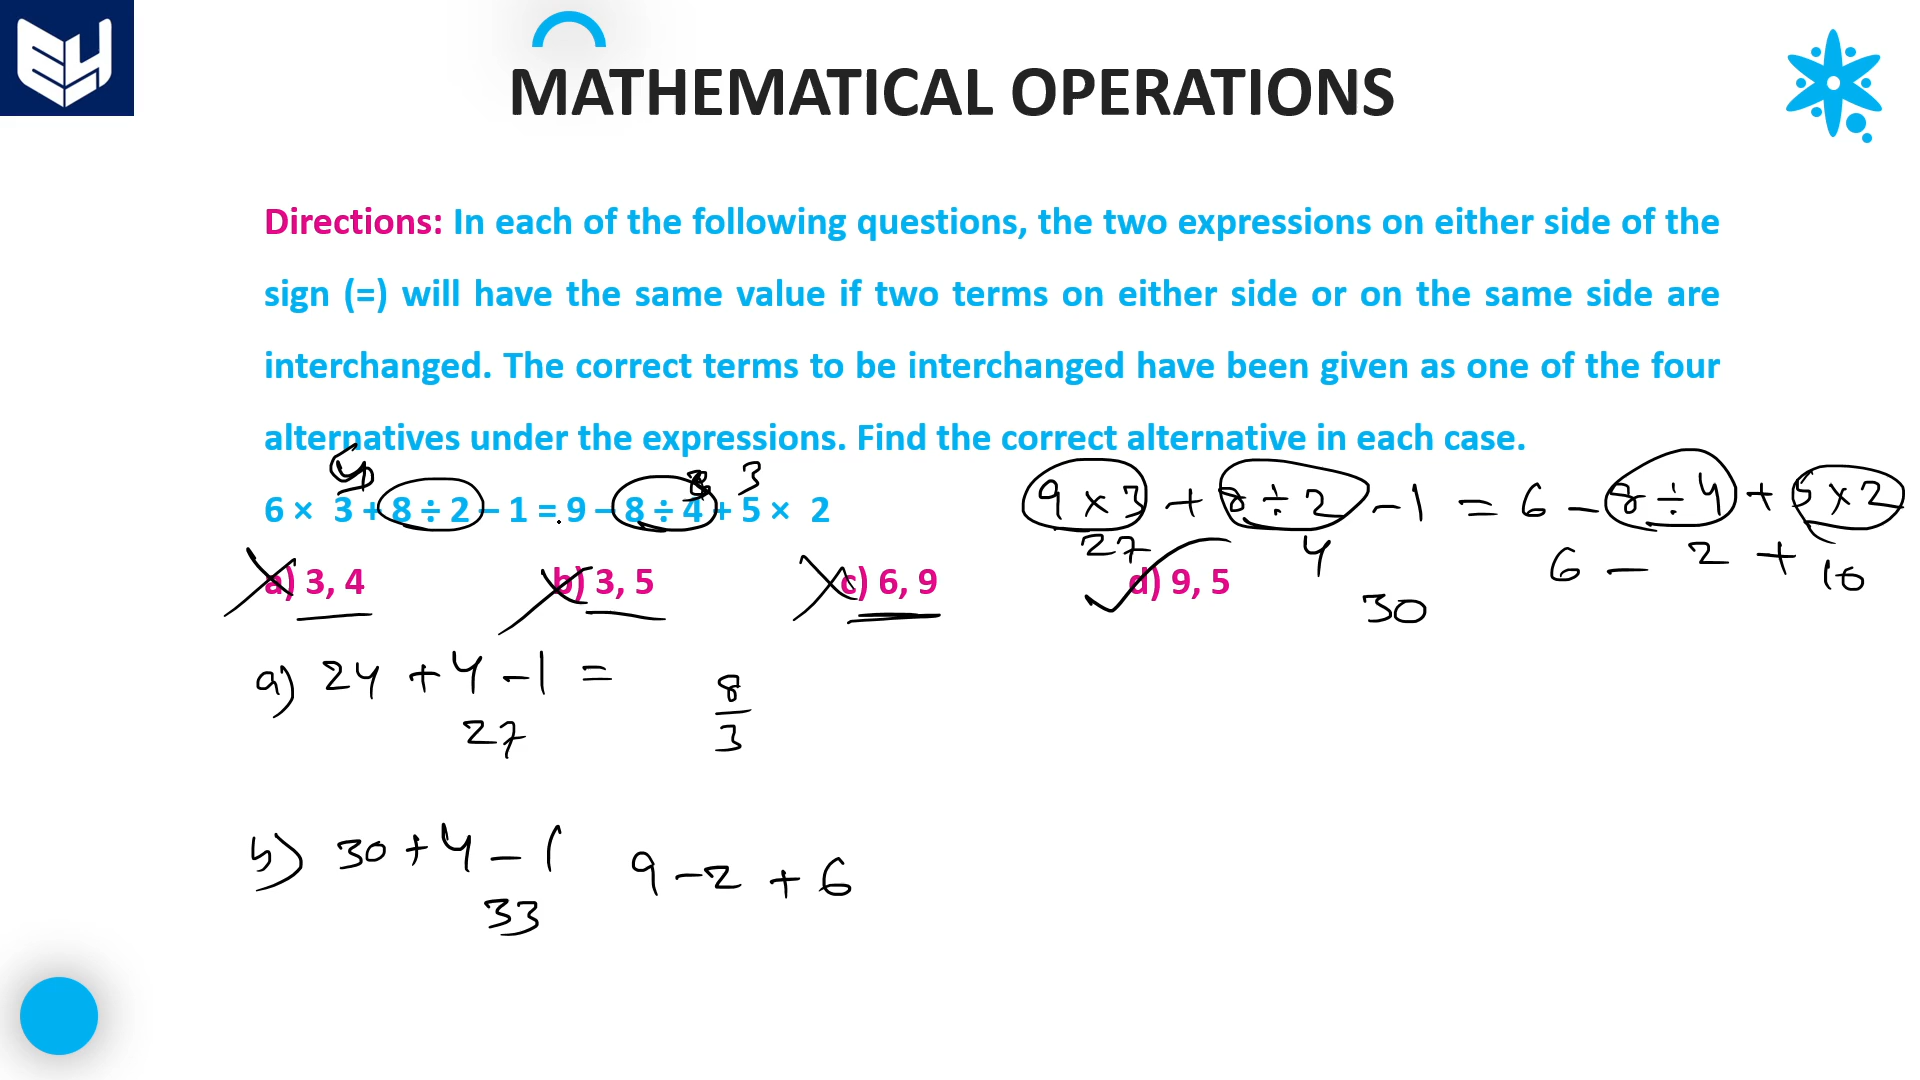 MATHEMATICAL OPERATIONS
Directions: In each of the following questions, the two expressions on either side of the
sign (=) will have the same value if two terms on either side or on the same side are
interchanged. The correct terms to be interchanged have been given as one of the four
alternatives under the expressions. Find the correct alternative in each case.
4 3 3
6 × 3 + 8 ÷ 2 – 1 = 9 – 8 ÷ 4 + 5 × 2
9 × 3 + 8 ÷ 2 - 1 = 6 - 8 ÷ 4 + 5 × 2
27 4 6 - 2 + 10
a) 3, 4 b) 3, 5 c) 6, 9 d) 9, 5
30
a) 24 + 4 - 1 =
27
8
3
b) 30 + 4 - 1 9 - 2 + 6
33